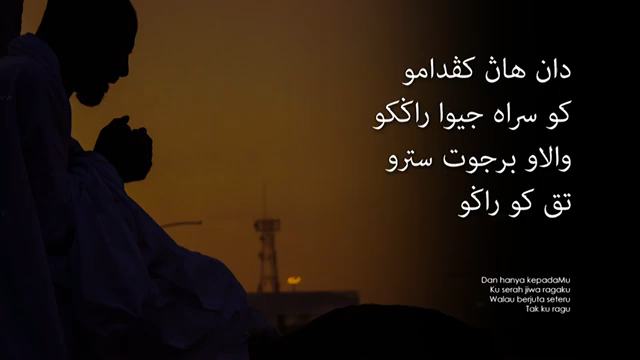 دان هاڽ كڤدامو
كو سراه جيوا راݢكو
والاو برجوت سترو
تق كو راݢو
Dan hanya kepadaMu
Ku serah jiwa ragaku
Walau berjuta seteru
Tak ku ragu